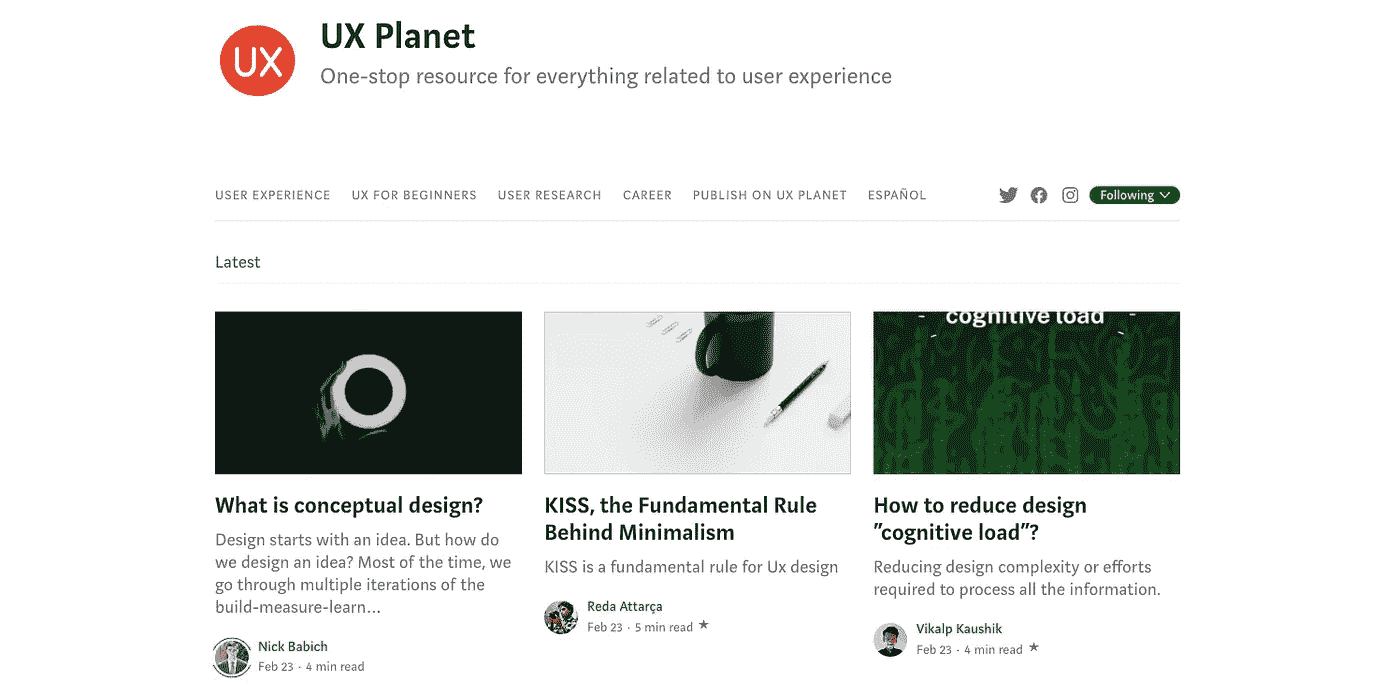 UX
UX Planet
One-stop resource for everything related to user experience
USER EXPERIENCE UX FOR BEGINNERS USER RESEARCH CAREER PUBLISH ON UX PLANET ESPAÑOL
Following
Latest
cognitive load
What is conceptual design?
Design starts with an idea. But how do
we design an idea? Most of the time, we
go through multiple iterations of the
build-measure-learn…
Nick Babich
Feb 23 · 4 min read
KISS, the Fundamental Rule
Behind Minimalism
KISS is a fundamental rule for Ux design
Reda Attarça
Feb 23 · 5 min read ★
How to reduce design
”cognitive load”?
Reducing design complexity or efforts
required to process all the information.
Vikalp Kaushik
Feb 23 · 4 min read ★